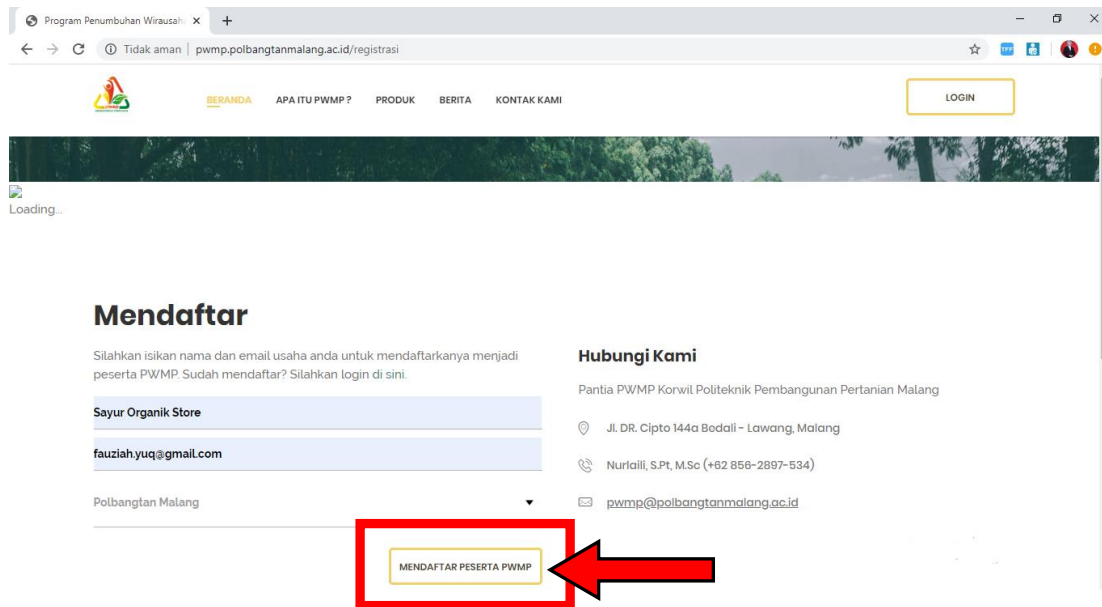 Program Penumbuhan Wirausah
Tidak aman | pwmp.polbangtanmalang.ac.id/registrasi
BERANDA
APA ITU PWMP ?
PRODUK
BERITA
KONTAK KAMI
LOGIN
Loading...
Mendaftar
Silahkan isikan nama dan email usaha anda untuk mendaftarkanya menjadi
peserta PWMP. Sudah mendaftar? Silahkan login di sini.
Sayur Organik Store
fauziah.yuq@gmail.com
Polbangtan Malang
MENDAFTAR PESERTA PWMP
Hubungi Kami
Pantia PWMP Korwil Politeknik Pembangunan Pertanian Malang
Jl. DR. Cipto 144a Bedali - Lawang, Malang
Nurlaili, S.Pt, M.Sc (+62 856-2897-534)
pwmp@polbangtanmalang.ac.id